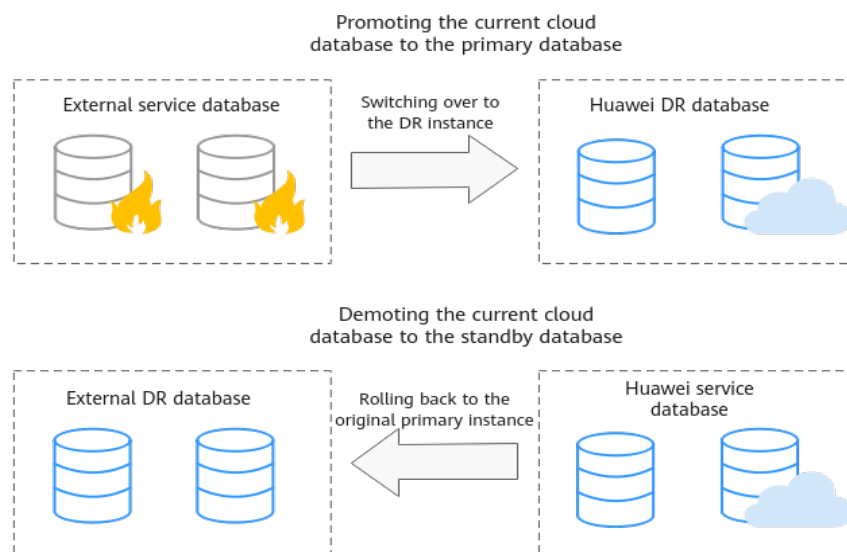 Promoting the current cloud
database to the primary database
External service database
Switching over to
the DR instance
Huawei DR database
Demoting the current cloud
database to the standby database
External DR database
Rolling back to the
original primary instance
Huawei service
database